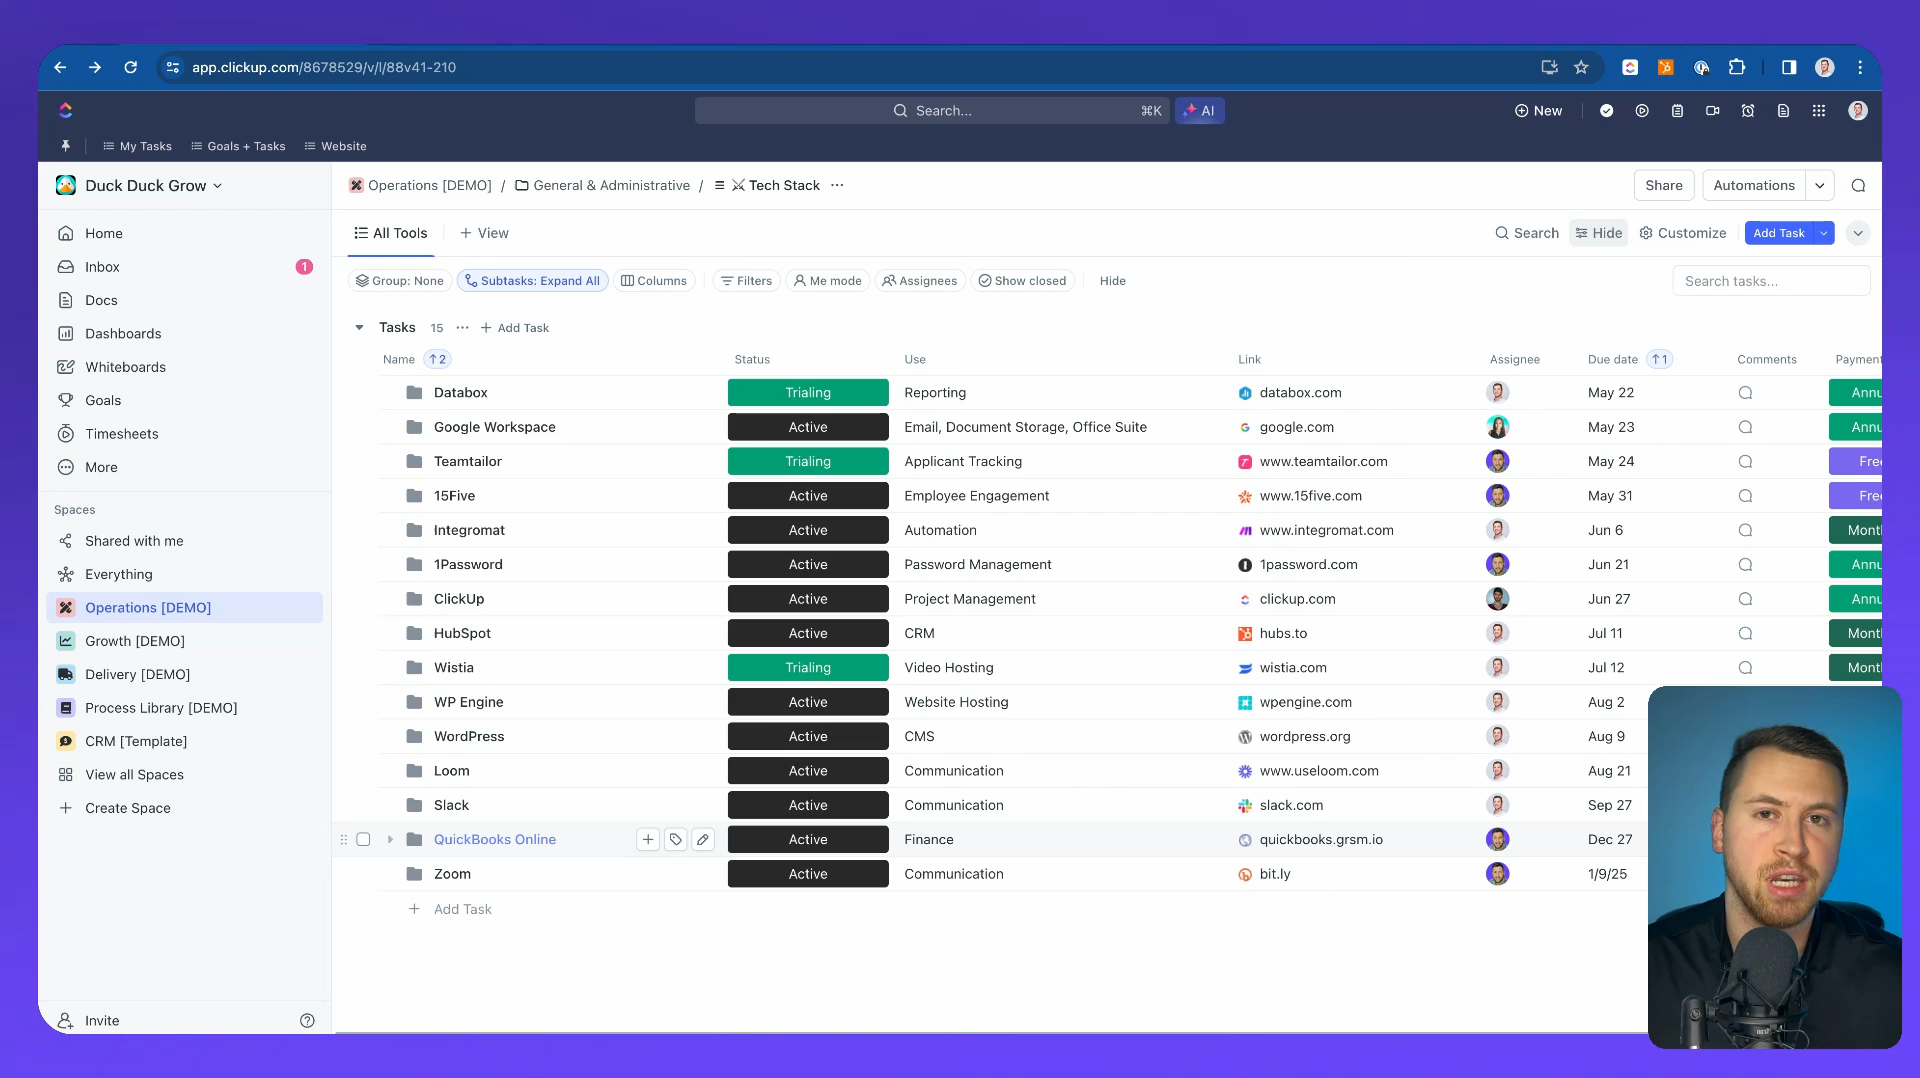 app.clickup.com/8678529/v/l/88v41-210
Search... ⌘K AI
New
My Tasks Goals + Tasks Website
Duck Duck Grow
Operations [DEMO] / General & Administrative / Tech Stack ...
Share Automations
Home
Inbox 1
Docs
Dashboards
Whiteboards
Goals
Timesheets
More
Spaces
Shared with me
Everything
Operations [DEMO]
Growth [DEMO]
Delivery [DEMO]
Process Library [DEMO]
CRM [Template]
View all Spaces
+ Create Space
Invite
All Tools + View
Search Hide Customize Add Task
Group: None Subtasks: Expand All Columns Filters Me mode Assignees Show closed Hide
Search tasks...
Tasks 15 ... + Add Task
Name ↑2 Status Use Link Assignee Due date ↑1 Comments Paymen
Databox Trialing Reporting databox.com May 22 Annu
Google Workspace Active Email, Document Storage, Office Suite google.com May 23 Annu
Teamtailor Trialing Applicant Tracking www.teamtailor.com May 24 Fre
15Five Active Employee Engagement www.15five.com May 31 Fre
Integromat Active Automation www.integromat.com Jun 6 Mont
1Password Active Password Management 1password.com Jun 21 Annu
ClickUp Active Project Management clickup.com Jun 27 Annu
HubSpot Active CRM hubs.to Jul 11 Mont
Wistia Trialing Video Hosting wistia.com Jul 12 Mont
WP Engine Active Website Hosting wpengine.com Aug 2
WordPress Active CMS wordpress.org Aug 9
Loom Active Communication www.useloom.com Aug 21
Slack Active Communication slack.com Sep 27
QuickBooks Online Active Finance quickbooks.grsm.io Dec 27
Zoom Active Communication bit.ly 1/9/25
+ Add Task